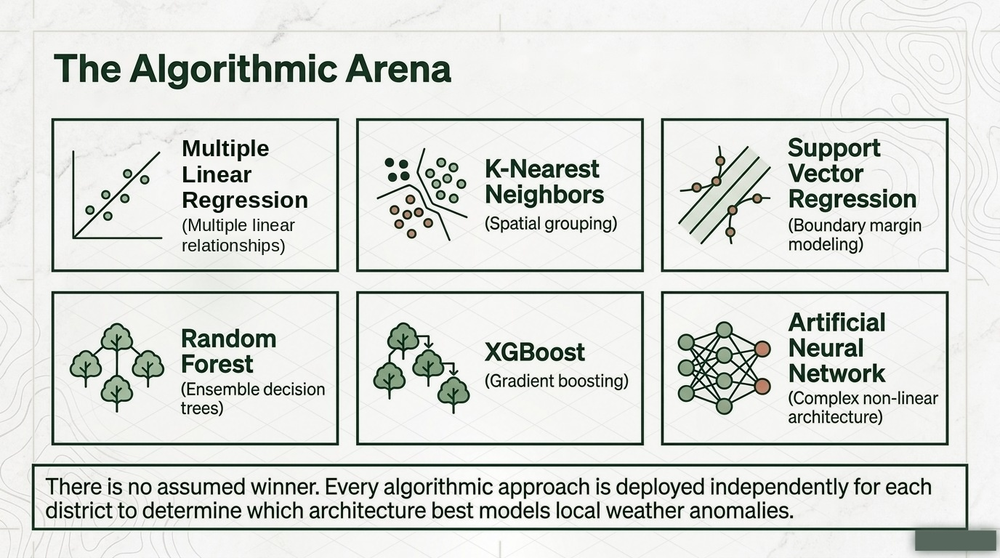 The Algorithmic Arena
Multiple
Linear
Regression
(Multiple linear
relationships)
K-Nearest
Neighbors
(Spatial grouping)
Support
Vector
Regression
(Boundary margin
modeling)
Random
Forest
(Ensemble decision
trees)
XGBoost
(Gradient boosting)
Artificial
Neural
Network
(Complex non-linear
architecture)
There is no assumed winner. Every algorithmic approach is deployed independently for each
district to determine which architecture best models local weather anomalies.